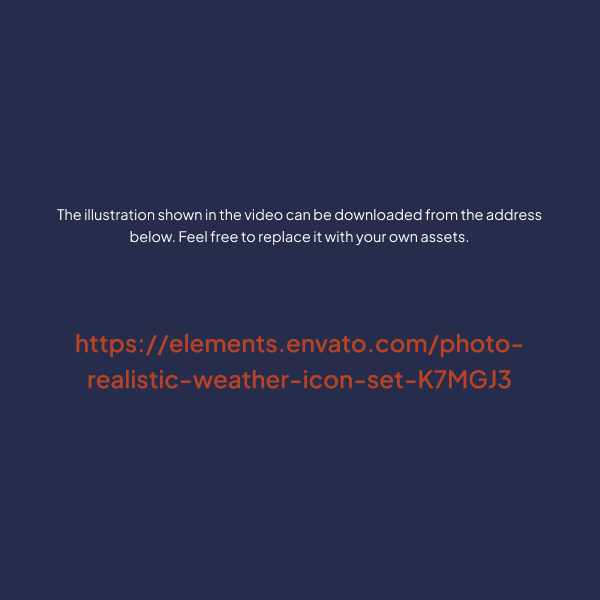 The illustration shown in the video can be downloaded from the address
below. Feel free to replace it with your own assets.
https://elements.envato.com/photo-
realistic-weather-icon-set-K7MGJ3